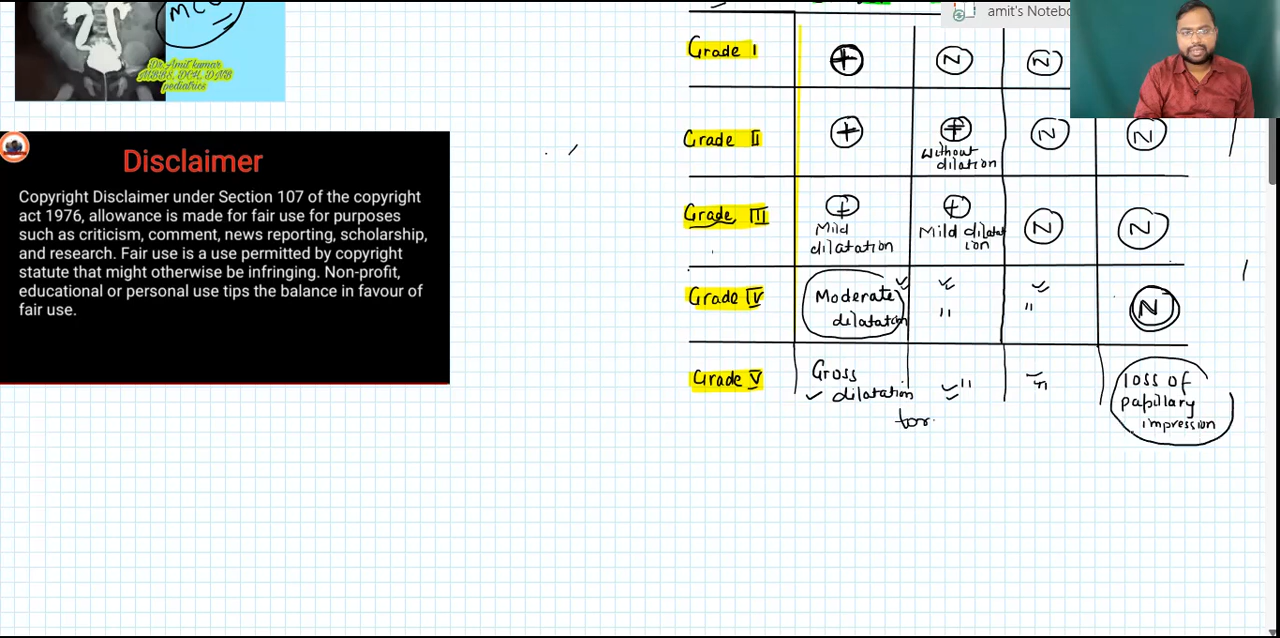 MCU
Dr.Amit kumar
MBBS, DCH, DNB
pediatrics
Disclaimer
Copyright Disclaimer under Section 107 of the copyright
act 1976, allowance is made for fair use for purposes
such as criticism, comment, news reporting, scholarship,
and research. Fair use is a use permitted by copyright
statute that might otherwise be infringing. Non-profit,
educational or personal use tips the balance in favour of
fair use.
amit's Notebo
Grade I
+
N
N
Grade II
+
+
without
dilation
N
N
Grade III
+
Mild
dilatation
+
Mild dilatat
ion
N
N
Grade IV
Moderate
dilatation
"
"
N
Grade V
Gross
dilatation
"
"
loss of
papillary
impression
tor